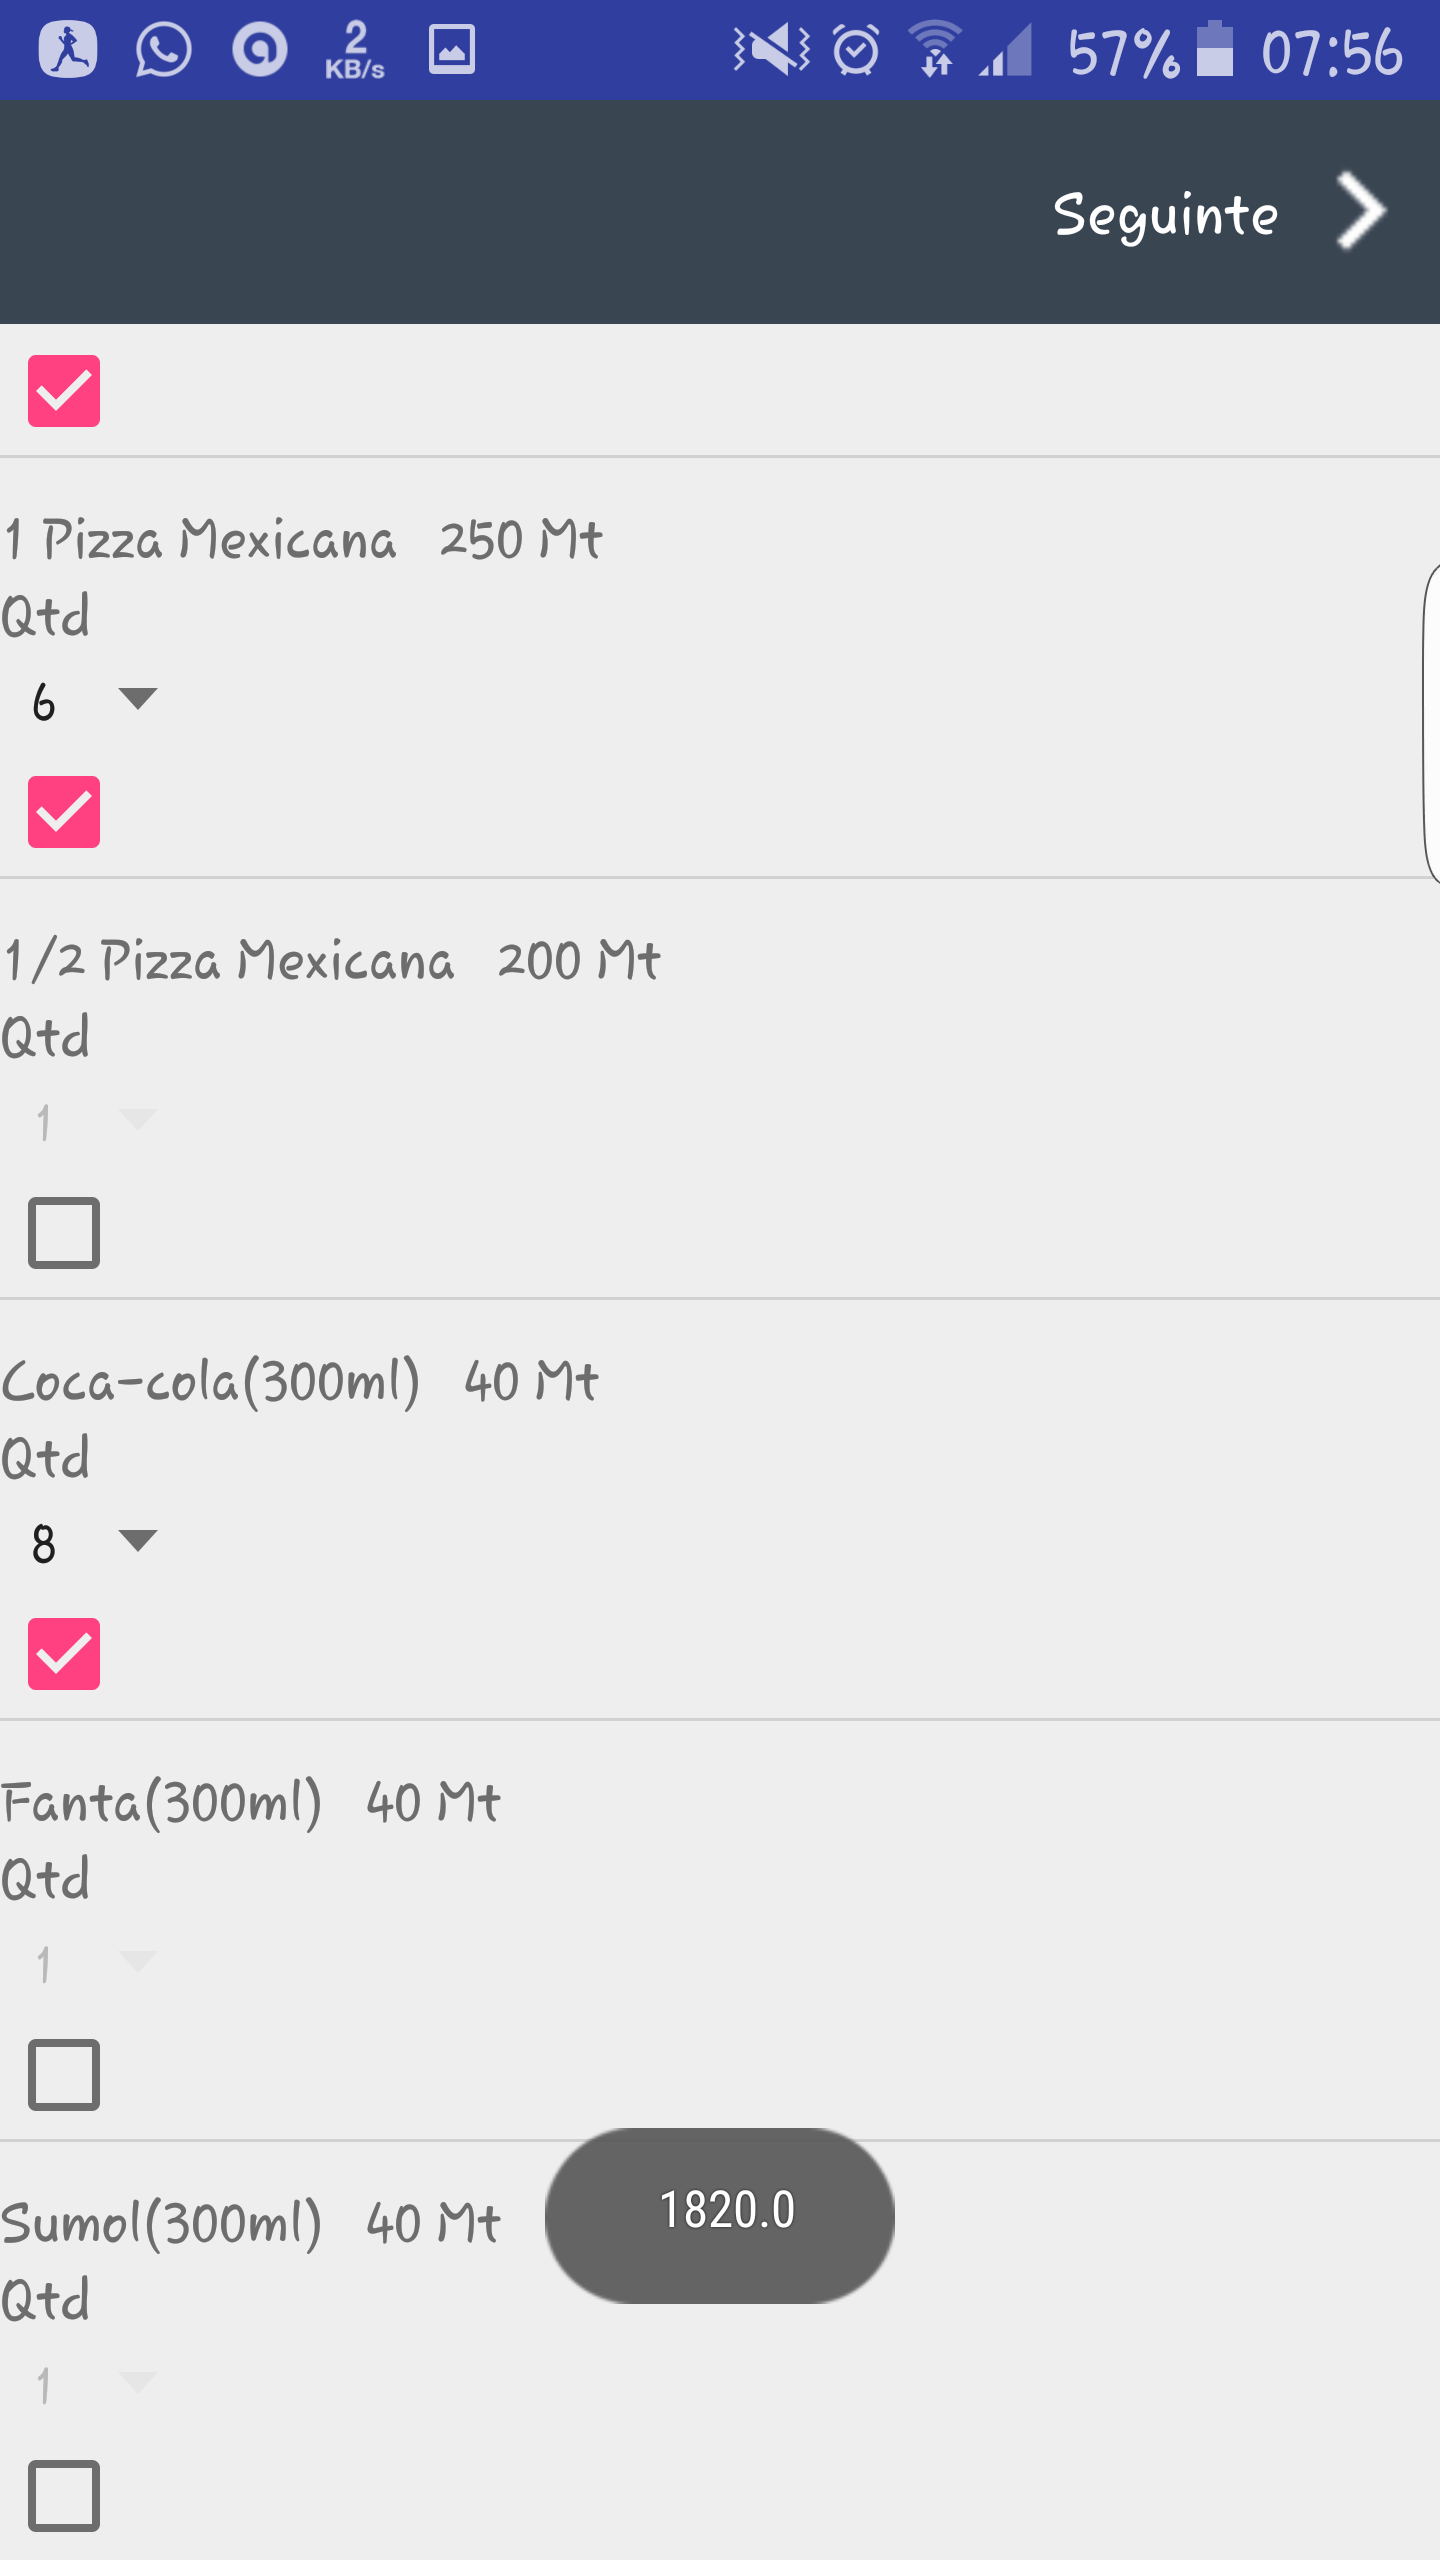 2
KB/s
57%
07:56
Seguinte
1 Pizza Mexicana 250 Mt
Qtd
6
1/2 Pizza Mexicana 200 Mt
Qtd
1
Coca-cola(300ml) 40 Mt
Qtd
8
Fanta(300ml) 40 Mt
Qtd
1
Sumol(300ml) 40 Mt
1820.0
Qtd
1